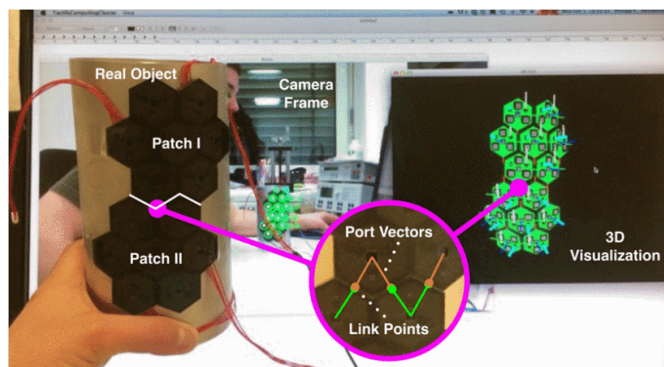 Real Object
Camera
Frame
Patch I
Patch II
Port Vectors
Link Points
3D
Visualization